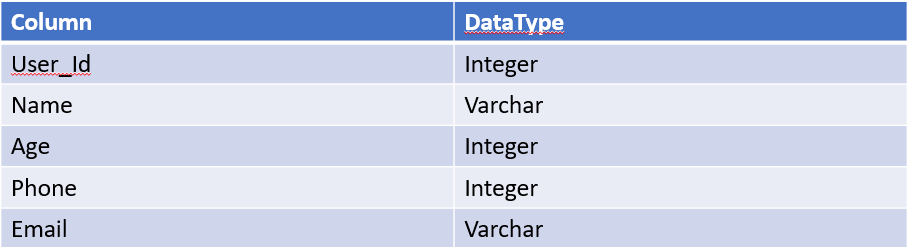 Column DataType
User_Id Integer
Name Varchar
Age Integer
Phone Integer
Email Varchar